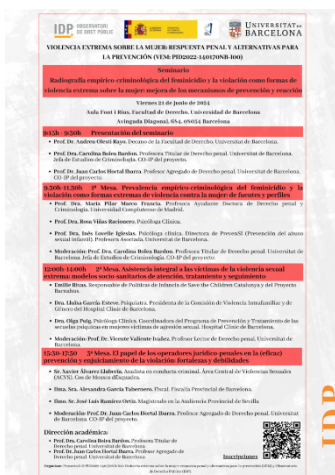 IDP OBSERVATORI DE DRET PÚBLIC
UNIVERSITAT DE BARCELONA
VIOLENCIA EXTREMA SOBRE LA MUJER: RESPUESTA PENAL Y ALTERNATIVAS PARA
LA PREVENCIÓN (VEM: PID2022-140170NB-I00)
Seminario
Radiografía empírico criminológica del feminicidio y la violación como formas de
violencia extrema sobre la mujer: mejora de los mecanismos de prevención y reacción
Viernes 21 de junio de 2024
Aula Font i Rius, Facultad de Derecho, Universidad de Barcelona
Avinguda Diagonal, 684, 08034 Barcelona
9:15h - 9:30h Presentación del seminario
• Prof. Dr. Andreu Olesti Rayo. Decano de la Facultad de Derecho, Universitat de Barcelona.
• Prof. Dra. Carolina Bolea Bardon. Profesora Titular de Derecho penal, Universitat de Barcelona.
Jefa de Estudios de Criminología. CO-IP del proyecto.
• Prof. Dr. Juan Carlos Hortal Ibarra. Profesor Agregado de Derecho penal, Universitat de Barcelona.
CO-IP del proyecto.
9:30h-11:30h 1ª Mesa. Prevalencia empírico-criminológica del feminicidio y la
violación como formas extremas de violencia contra la mujer: de fuentes y perfiles
• Prof. Dra. María Pilar Marco Francia. Profesora Ayudante Doctora de Derecho penal y
Criminología. Universidad Complutense de Madrid.
• Prof. Dra. Rosa Viñas Racionero. Psicóloga Clínica.
• Prof. Dra. Inés Lovelle Iglesias. Psicóloga clínica. Directora de PrevenSI (Prevención del abuso
sexual infantil). Profesora Asociada, Universitat de Barcelona.
• Moderación Prof. Dra. Carolina Bolea Bardon. Profesora Titular de Derecho penal. Universitat de
Barcelona. Jefa de Estudios de Criminología. CO-IP del proyecto.
12:00h-14:00h 2ª Mesa. Asistencia integral a las víctimas de la violencia sexual
extrema: modelos socio-sanitarios de atención, tratamiento y seguimiento
• Emilie Rivas. Responsable de Políticas de Infancia de Save the Children Catalunya y del Proyecto
Barnahus.
• Dra. Lluïsa García Esteve. Psiquiatra. Presidenta de la Comisión de Violencia Intrafamiliar y de
Género del Hospital Clínic de Barcelona.
• Dra. Olga Puig. Psicóloga Clínica. Coordinadora del Programa de Prevención y Tratamiento de las
secuelas psíquicas en mujeres víctimas de agresión sexual. Hospital Clínic de Barcelona.
• Moderación Prof. Dr. Vicente Valiente Ivañez. Profesor Lector de Derecho penal, Universitat de
Barcelona.
15:30-17:30 3ª Mesa. El papel de los operadores jurídico penales en la (eficaz)
prevención y enjuiciamiento de la violación: fortalezas y debilidades
• Sr. Xavier Álvarez Llubería. Analista en conducta criminal. Área Central de Violencias Sexuales
(ACVS). Cos de Mossos d'Esquadra.
• Ilma. Sra. Alexandra García Tabernero. Fiscal. Fiscalía Provincial de Barcelona.
• Ilmo. Sr. José Luis Ramírez Ortiz. Magistrado en la Audiencia Provincial de Sevilla.
• Moderación Prof. Dr. Juan Carlos Hortal Ibarra. Profesor Agregado de Derecho penal, Universitat
de Barcelona. CO-IP del proyecto.
Dirección académica:
• Prof. Dra. Carolina Bolea Bardon, Profesora Titular de
Derecho penal, Universitat de Barcelona
• Prof. Dr. Juan Carlos Hortal Ibarra, Profesor Agregado de
Derecho penal, Universitat de Barcelona
Inscripciones
IDP